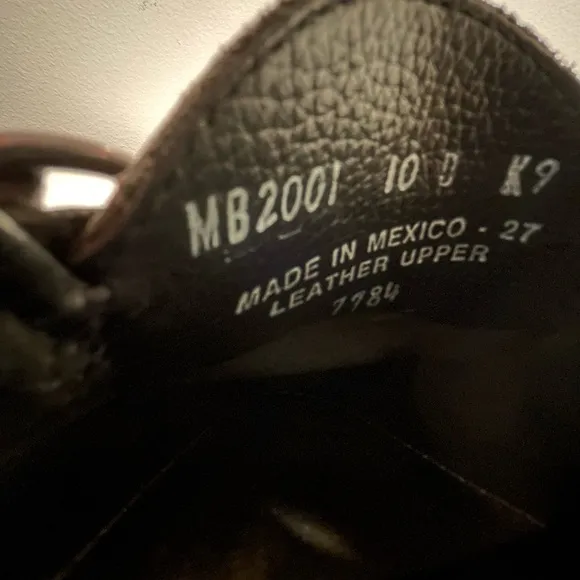 MB2001 10 D K9
MADE IN MEXICO - 27
LEATHER UPPER
7784